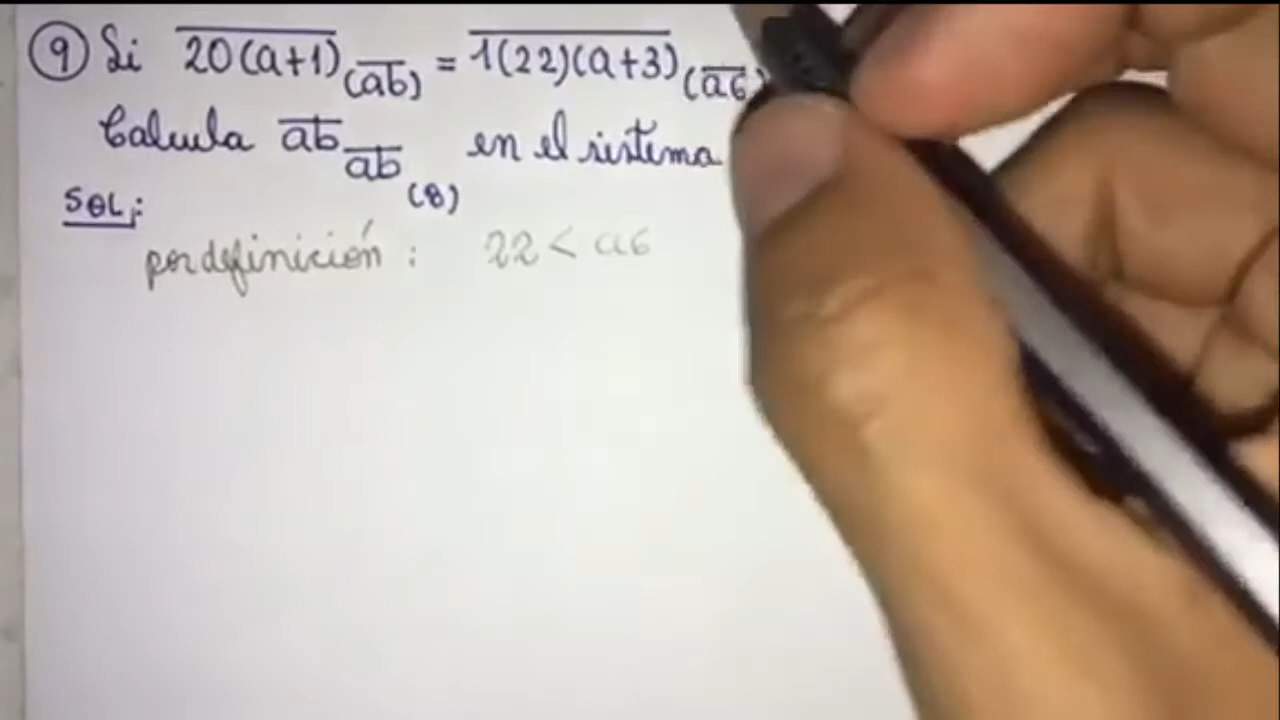 9 Si 20(a+1)(ab) = 1(22)(a+3)(a6)
Calcula ab ab (8) en el sistema
SOL:
por definición: 22 < a6